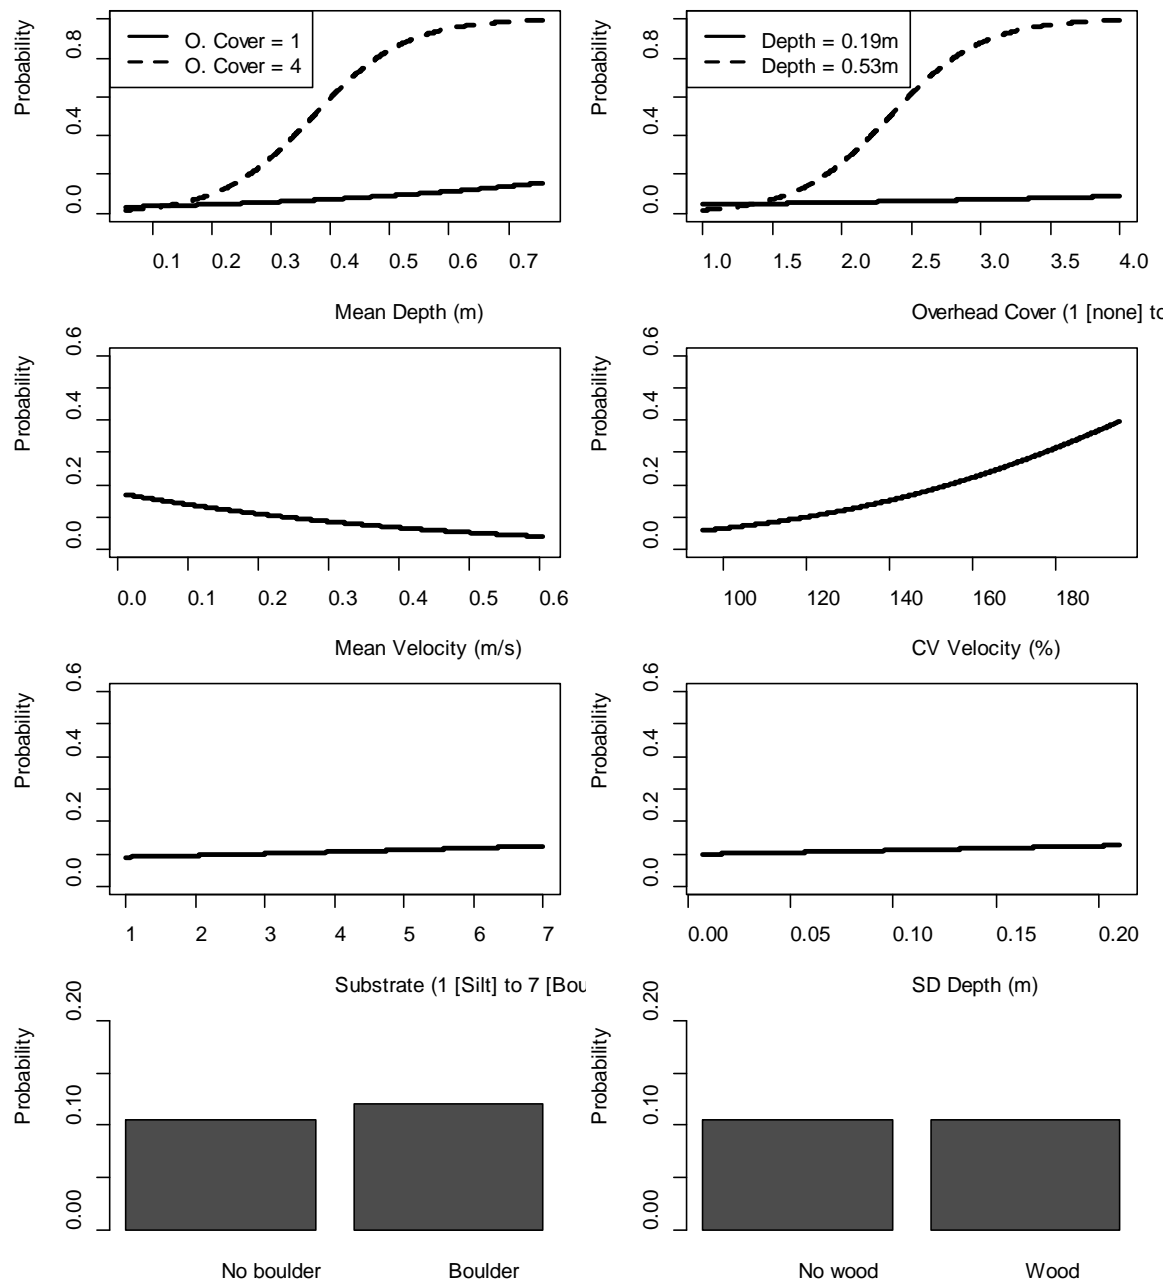 Probability
0.0 0.4 0.8
O. Cover = 1
O. Cover = 4
0.1 0.2 0.3 0.4 0.5 0.6 0.7
Mean Depth (m)
Probability
0.0 0.4 0.8
Depth = 0.19m
Depth = 0.53m
1.0 1.5 2.0 2.5 3.0 3.5 4.0
Overhead Cover (1 [none] to
Probability
0.0 0.2 0.4 0.6
0.0 0.1 0.2 0.3 0.4 0.5 0.6
Mean Velocity (m/s)
Probability
0.0 0.2 0.4 0.6
100 120 140 160 180
CV Velocity (%)
Probability
0.0 0.2 0.4 0.6
1 2 3 4 5 6 7
Substrate (1 [Silt] to 7 [Bou
Probability
0.0 0.2 0.4 0.6
0.00 0.05 0.10 0.15 0.20
SD Depth (m)
Probability
0.00 0.10 0.20
No boulder Boulder
Probability
0.00 0.10 0.20
No wood Wood